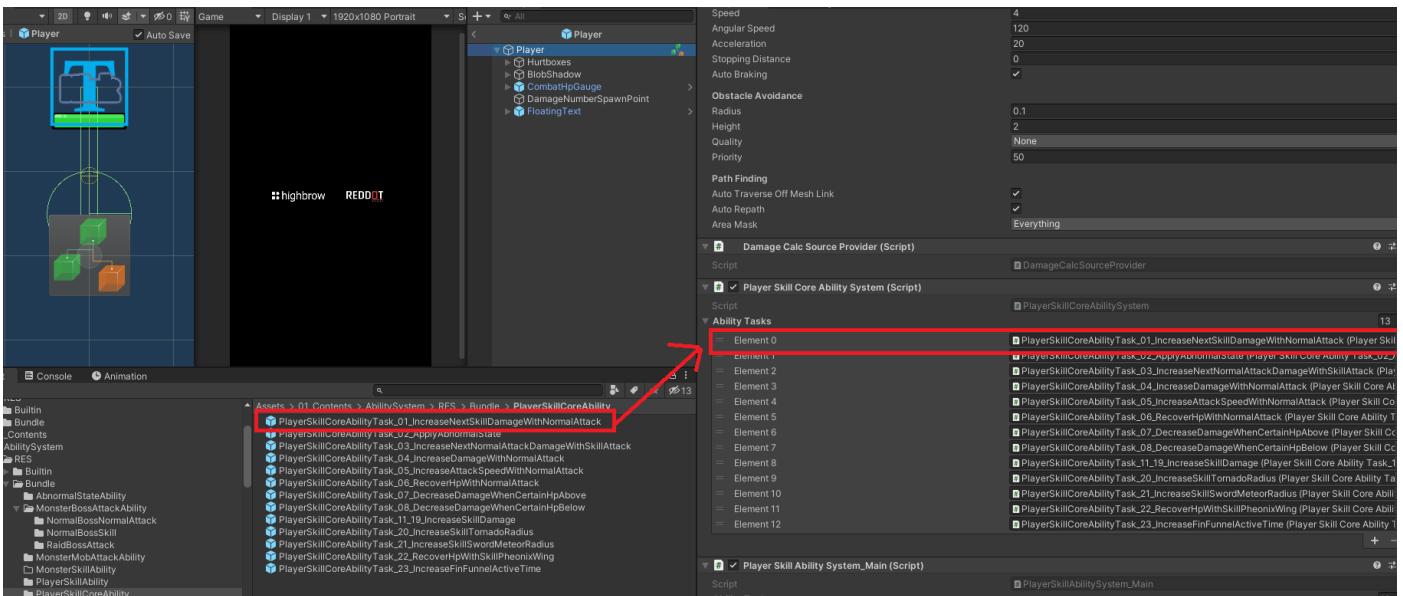 2D
0
Game
Display 1
1920x1080 Portrait
All
Player
Auto Save
highbrow
REDDOT
Player
Player
Hurtboxes
BlobShadow
CombatHpGauge
DamageNumberSpawnPoint
FloatingText
Speed
4
Angular Speed
120
Acceleration
20
Stopping Distance
0
Auto Braking
Obstacle Avoidance
Radius
0.1
Height
2
Quality
None
Priority
50
Path Finding
Auto Traverse Off Mesh Link
Auto Repath
Area Mask
Everything
Damage Calc Source Provider (Script)
Script
DamageCalcSourceProvider
Player Skill Core Ability System (Script)
Script
PlayerSkillCoreAbilitySystem
Ability Tasks
13
Element 0
PlayerSkillCoreAbilityTask_01_IncreaseNextSkillDamageWithNormalAttack (Player Skil
Element 1
PlayerSkillCoreAbilityTask_02_ApplyAbnormalState (Player Skill Core Ability Task_02_
Element 2
PlayerSkillCoreAbilityTask_03_IncreaseNextNormalAttackDamageWithSkillAttack (Play
Element 3
PlayerSkillCoreAbilityTask_04_IncreaseDamageWithNormalAttack (Player Skill Core Al
Element 4
PlayerSkillCoreAbilityTask_05_IncreaseAttackSpeedWithNormalAttack (Player Skill Co
Element 5
PlayerSkillCoreAbilityTask_06_RecoverHpWithNormalAttack (Player Skill Core Ability T
Element 6
PlayerSkillCoreAbilityTask_07_DecreaseDamageWhenCertainHpAbove (Player Skill Co
Element 7
PlayerSkillCoreAbilityTask_08_DecreaseDamageWhenCertainHpBelow (Player Skill Cor
Element 8
PlayerSkillCoreAbilityTask_11_19_IncreaseSkillDamage (Player Skill Core Ability Task_1
Element 9
PlayerSkillCoreAbilityTask_20_IncreaseSkillTornadoRadius (Player Skill Core Ability Ta
Element 10
PlayerSkillCoreAbilityTask_21_IncreaseSkillSwordMeteorRadius (Player Skill Core Abili
Element 11
PlayerSkillCoreAbilityTask_22_RecoverHpWithSkillPheonixWing (Player Skill Core Abili
Element 12
PlayerSkillCoreAbilityTask_23_IncreaseFinFunnelActiveTime (Player Skill Core Ability T
Player Skill Ability System_Main (Script)
Script
PlayerSkillAbilitySystem_Main
Console
Animation
13
Assets > 01_Contents > AbilitySystem > RES > Bundle > PlayerSkillCoreAbility
RES
Builtin
Bundle
_Contents
AbilitySystem
RES
Builtin
Bundle
AbnormalStateAbility
MonsterBossAttackAbility
NormalBossNormalAttack
NormalBossSkill
RaidBossAttack
MonsterMobAttackAbility
MonsterSkillAbility
PlayerSkillAbility
PlayerSkillCoreAbility
PlayerSkillCoreAbilityTask_01_IncreaseNextSkillDamageWithNormalAttack
PlayerSkillCoreAbilityTask_02_ApplyAbnormalState
PlayerSkillCoreAbilityTask_03_IncreaseNextNormalAttackDamageWithSkillAttack
PlayerSkillCoreAbilityTask_04_IncreaseDamageWithNormalAttack
PlayerSkillCoreAbilityTask_05_IncreaseAttackSpeedWithNormalAttack
PlayerSkillCoreAbilityTask_06_RecoverHpWithNormalAttack
PlayerSkillCoreAbilityTask_07_DecreaseDamageWhenCertainHpAbove
PlayerSkillCoreAbilityTask_08_DecreaseDamageWhenCertainHpBelow
PlayerSkillCoreAbilityTask_11_19_IncreaseSkillDamage
PlayerSkillCoreAbilityTask_20_IncreaseSkillTornadoRadius
PlayerSkillCoreAbilityTask_21_IncreaseSkillSwordMeteorRadius
PlayerSkillCoreAbilityTask_22_RecoverHpWithSkillPheonixWing
PlayerSkillCoreAbilityTask_23_IncreaseFinFunnelActiveTime